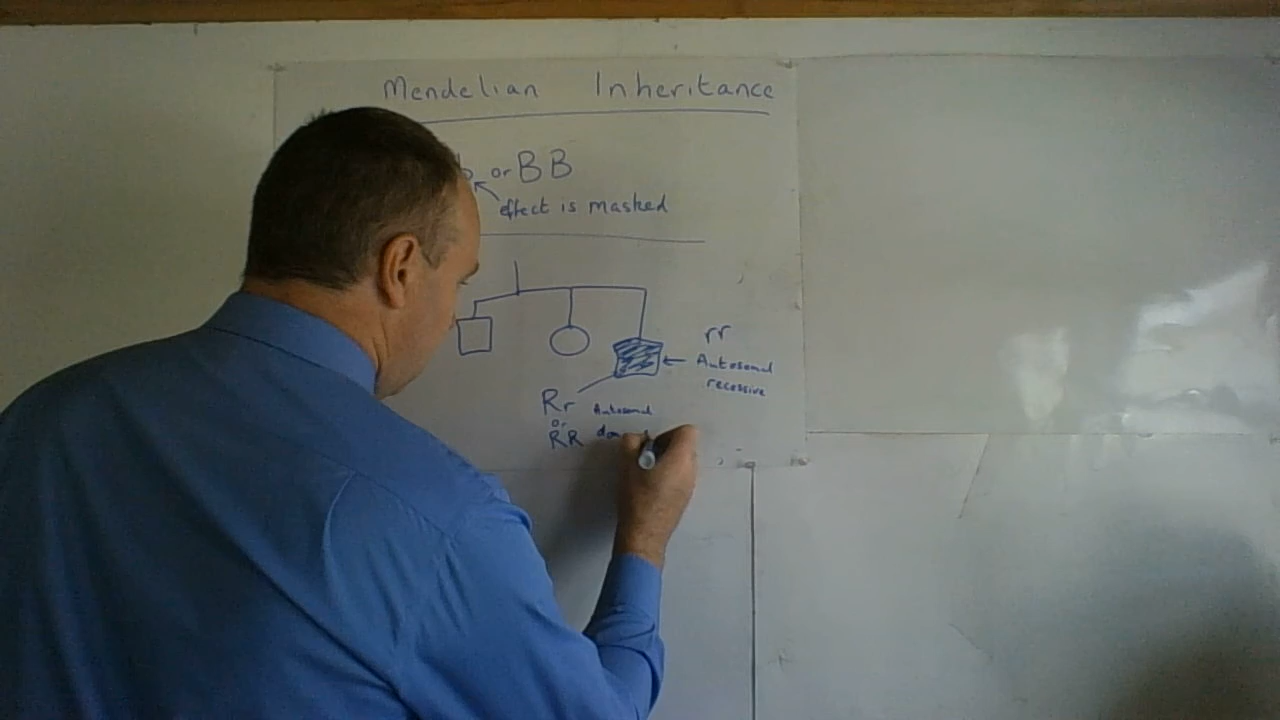 Mendelian Inheritance
or BB
effect is masked
rr
Autosomal
recessive
Rr Autosomal
or
RR